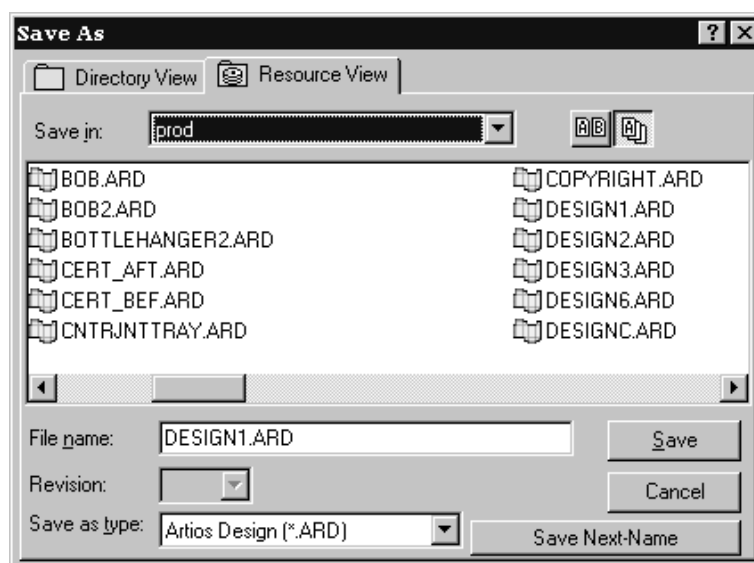 Save As
Directory View Resource View
Save in: prod
BOB.ARD COPYRIGHT.ARD
BOB2.ARD DESIGN1.ARD
BOTTLEHANGER2.ARD DESIGN2.ARD
CERT_AFT.ARD DESIGN3.ARD
CERT_BEF.ARD DESIGN6.ARD
CNTRJNTTRAY.ARD DESIGNC.ARD
File name: DESIGN1.ARD Save
Revision: Cancel
Save as type: Artios Design (*.ARD) Save Next-Name